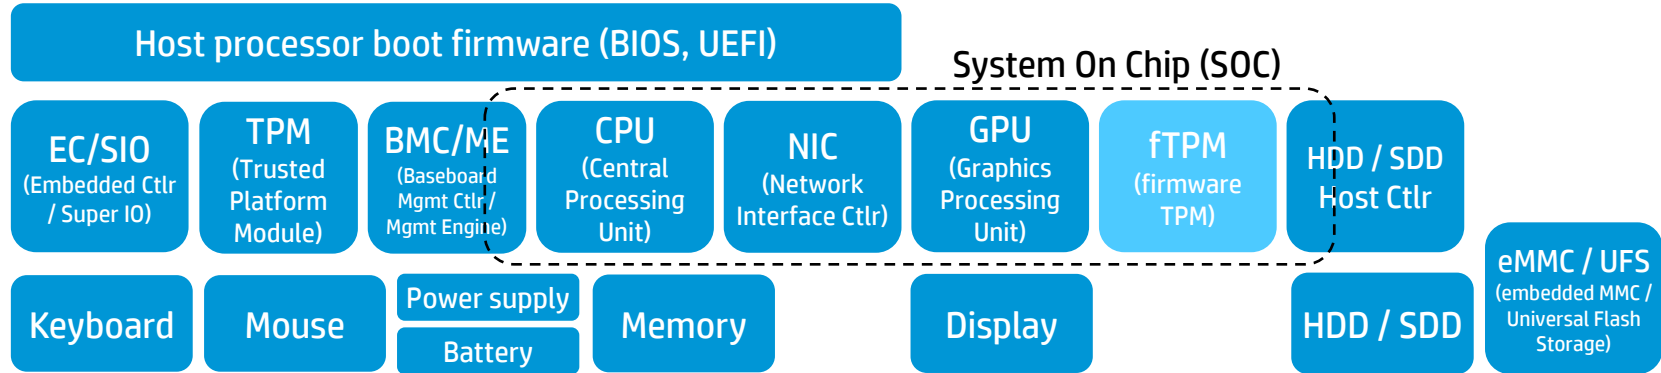 Host processor boot firmware (BIOS, UEFI)
System On Chip (SOC)
EC/SIO
(Embedded Ctlr
/ Super IO)
TPM
(Trusted
Platform
Module)
BMC/ME
(Baseboard
Mgmt Ctlr /
Mgmt Engine)
CPU
(Central
Processing
Unit)
NIC
(Network
Interface Ctlr)
GPU
(Graphics
Processing
Unit)
fTPM
(firmware
TPM)
HDD / SDD
Host Ctlr
eMMC / UFS
(embedded MMC /
Universal Flash
Storage)
Keyboard
Mouse
Power supply
Battery
Memory
Display
HDD / SDD